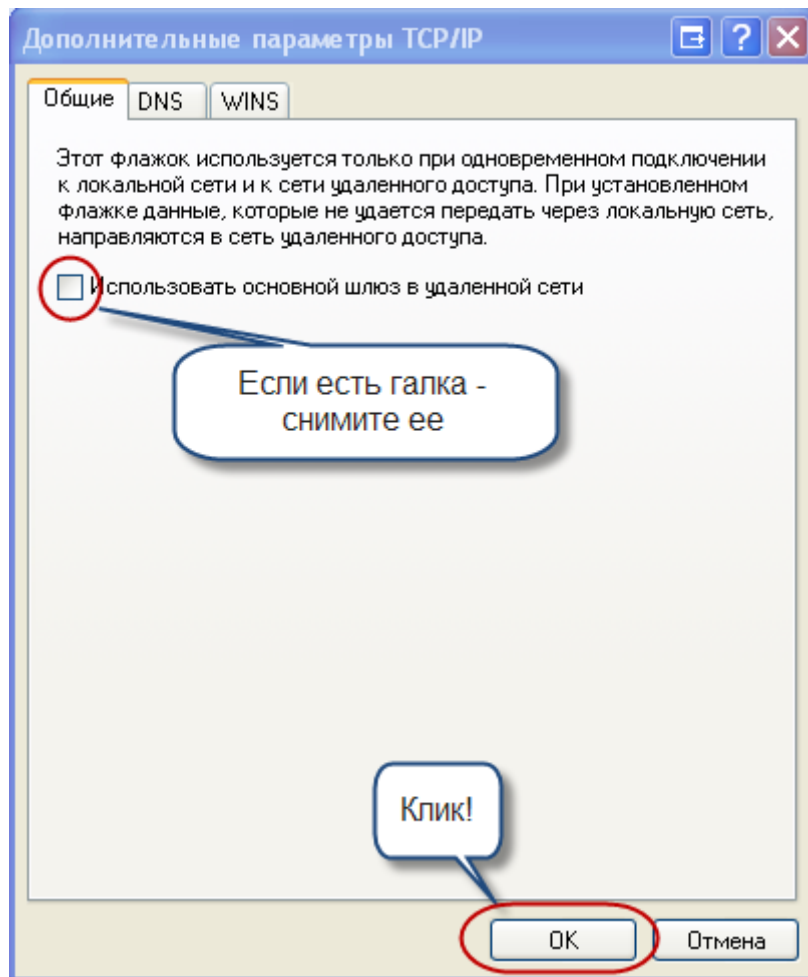 Дополнительные параметры TCP/IP
Общие DNS WINS
Этот флажок используется только при одновременном подключении
к локальной сети и к сети удаленного доступа. При установленном
флажке данные, которые не удается передать через локальную сеть,
направляются в сеть удаленного доступа.
Использовать основной шлюз в удаленной сети
Если есть галка -
снимите ее
Клик!
OK Отмена